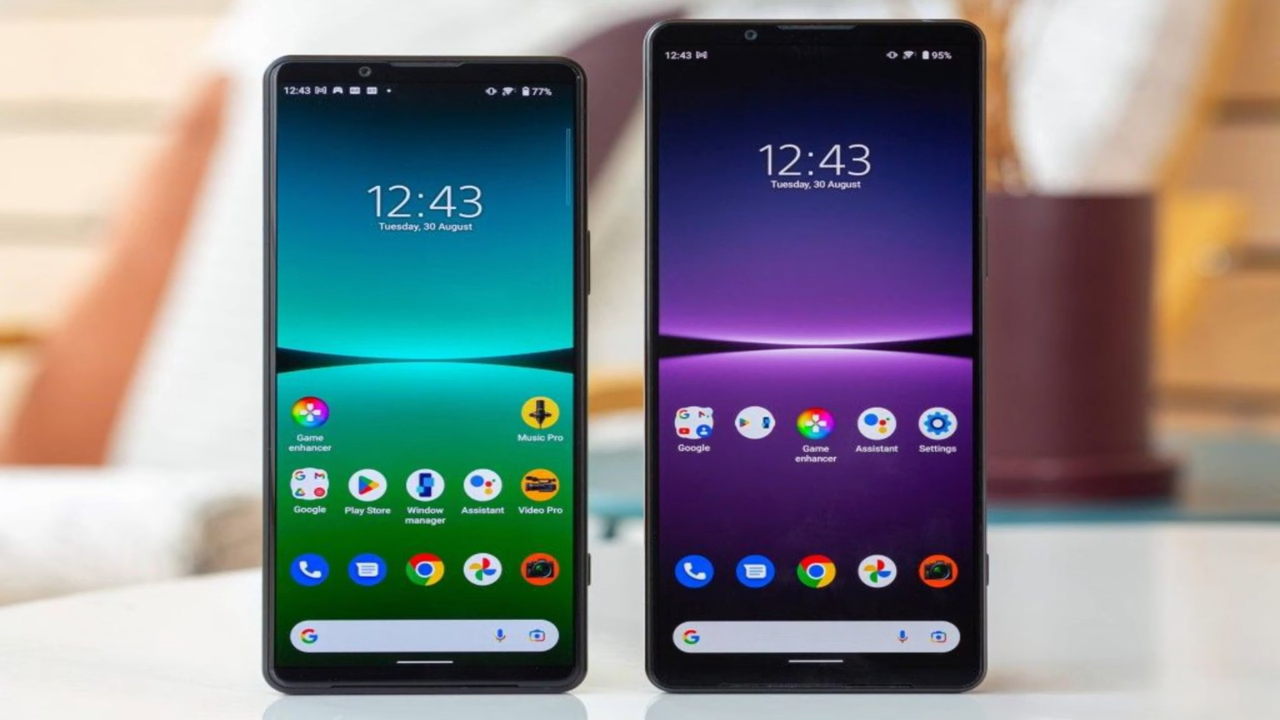 12:43
77%
12:43
Tuesday, 30 August
Game
enhancer
Music Pro
Google
Play Store
Window
manager
Assistant
Video Pro
12:43
95%
12:43
Tuesday, 30 August
Google
Game
enhancer
Assistant
Settings